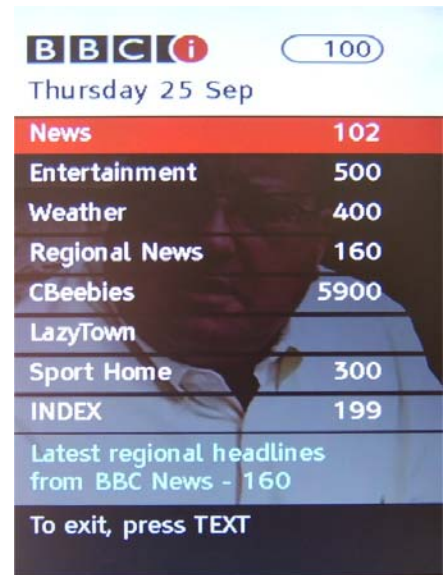 BBCi 100
Thursday 25 Sep
News 102
Entertainment 500
Weather 400
Regional News 160
CBeebies 5900
LazyTown
Sport Home 300
INDEX 199
Latest regional headlines
from BBC News - 160
To exit, press TEXT